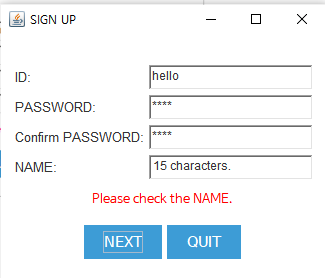 SIGN UP
ID: hello
PASSWORD: ****
Confirm PASSWORD: ****
NAME: 15 characters.
Please check the NAME.
NEXT QUIT